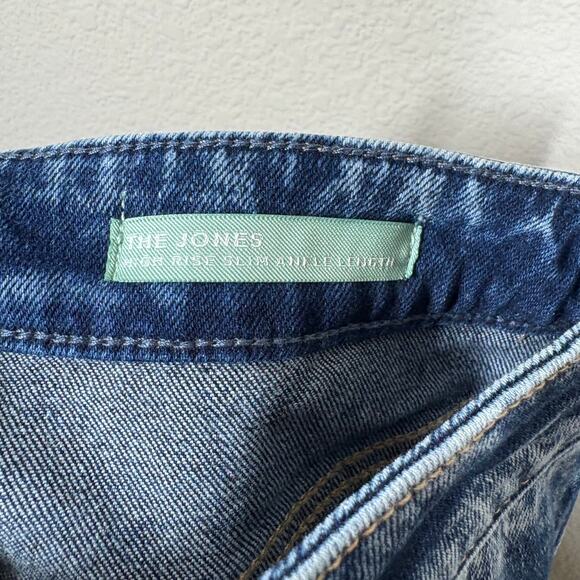 THE JONES
HIGH RISE SLIM ANKLE LENGTH